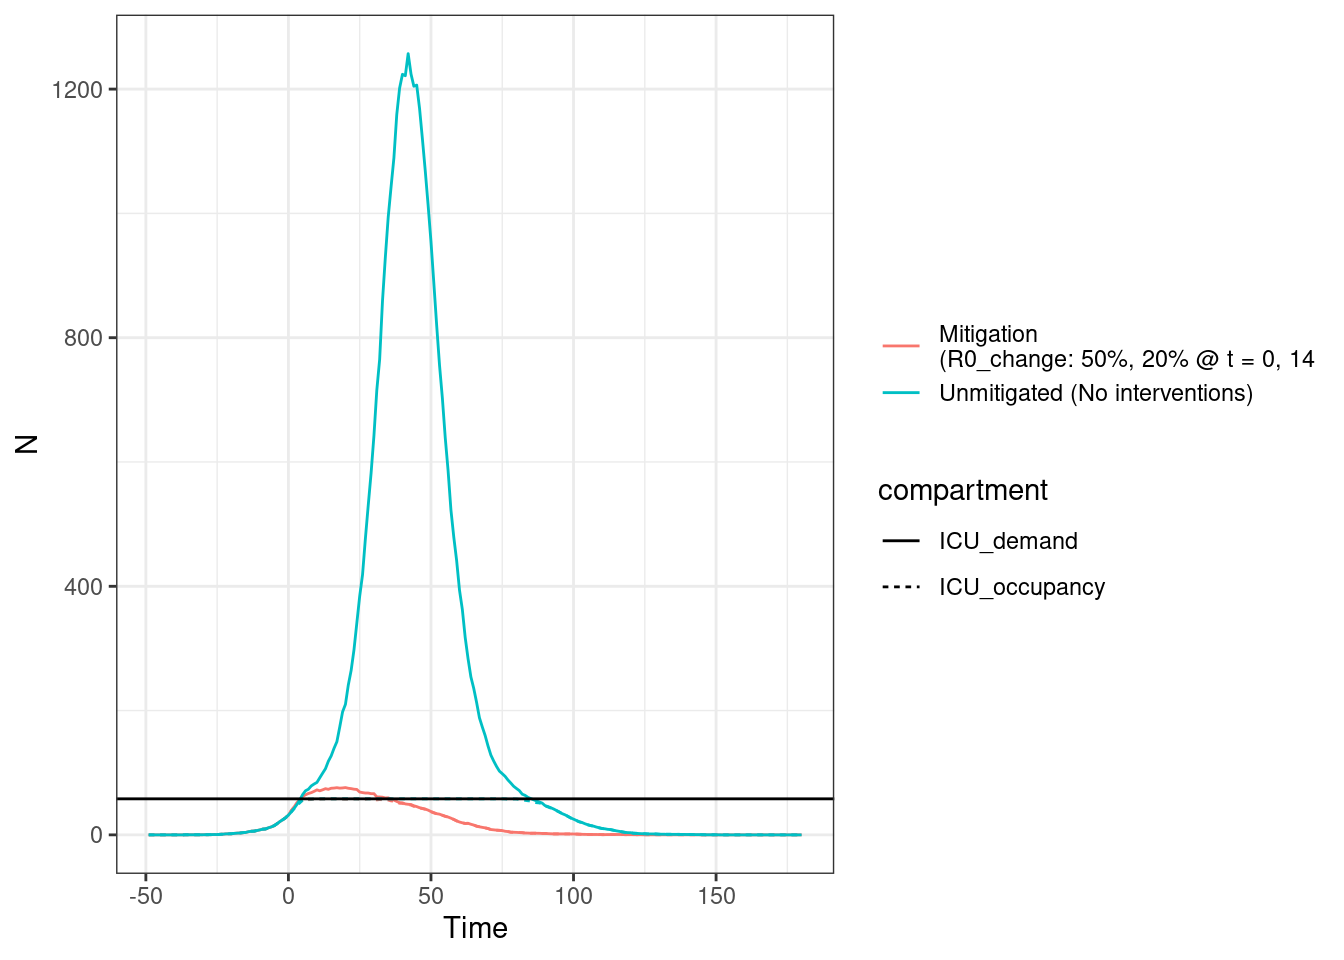 1200
800
400
0
N
-50
0
50
100
150
Time
Mitigation
(R0_change: 50%, 20% @ t = 0, 14
Unmitigated (No interventions)
compartment
ICU_demand
ICU_occupancy